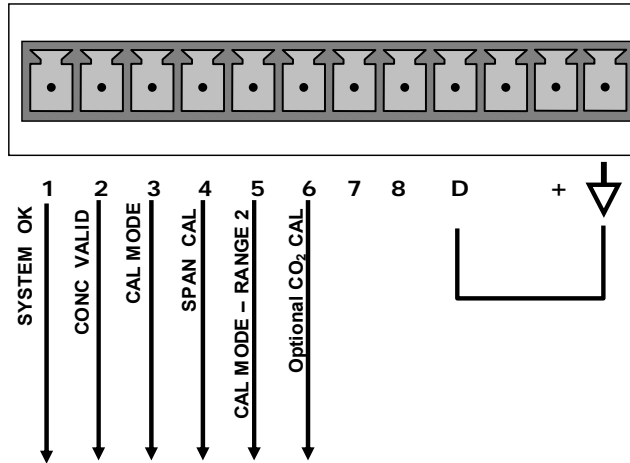 1 2 3 4 5 6 7 8 D +
SYSTEM OK
CONC VALID
CAL MODE
SPAN CAL
CAL MODE – RANGE 2
Optional CO₂ CAL